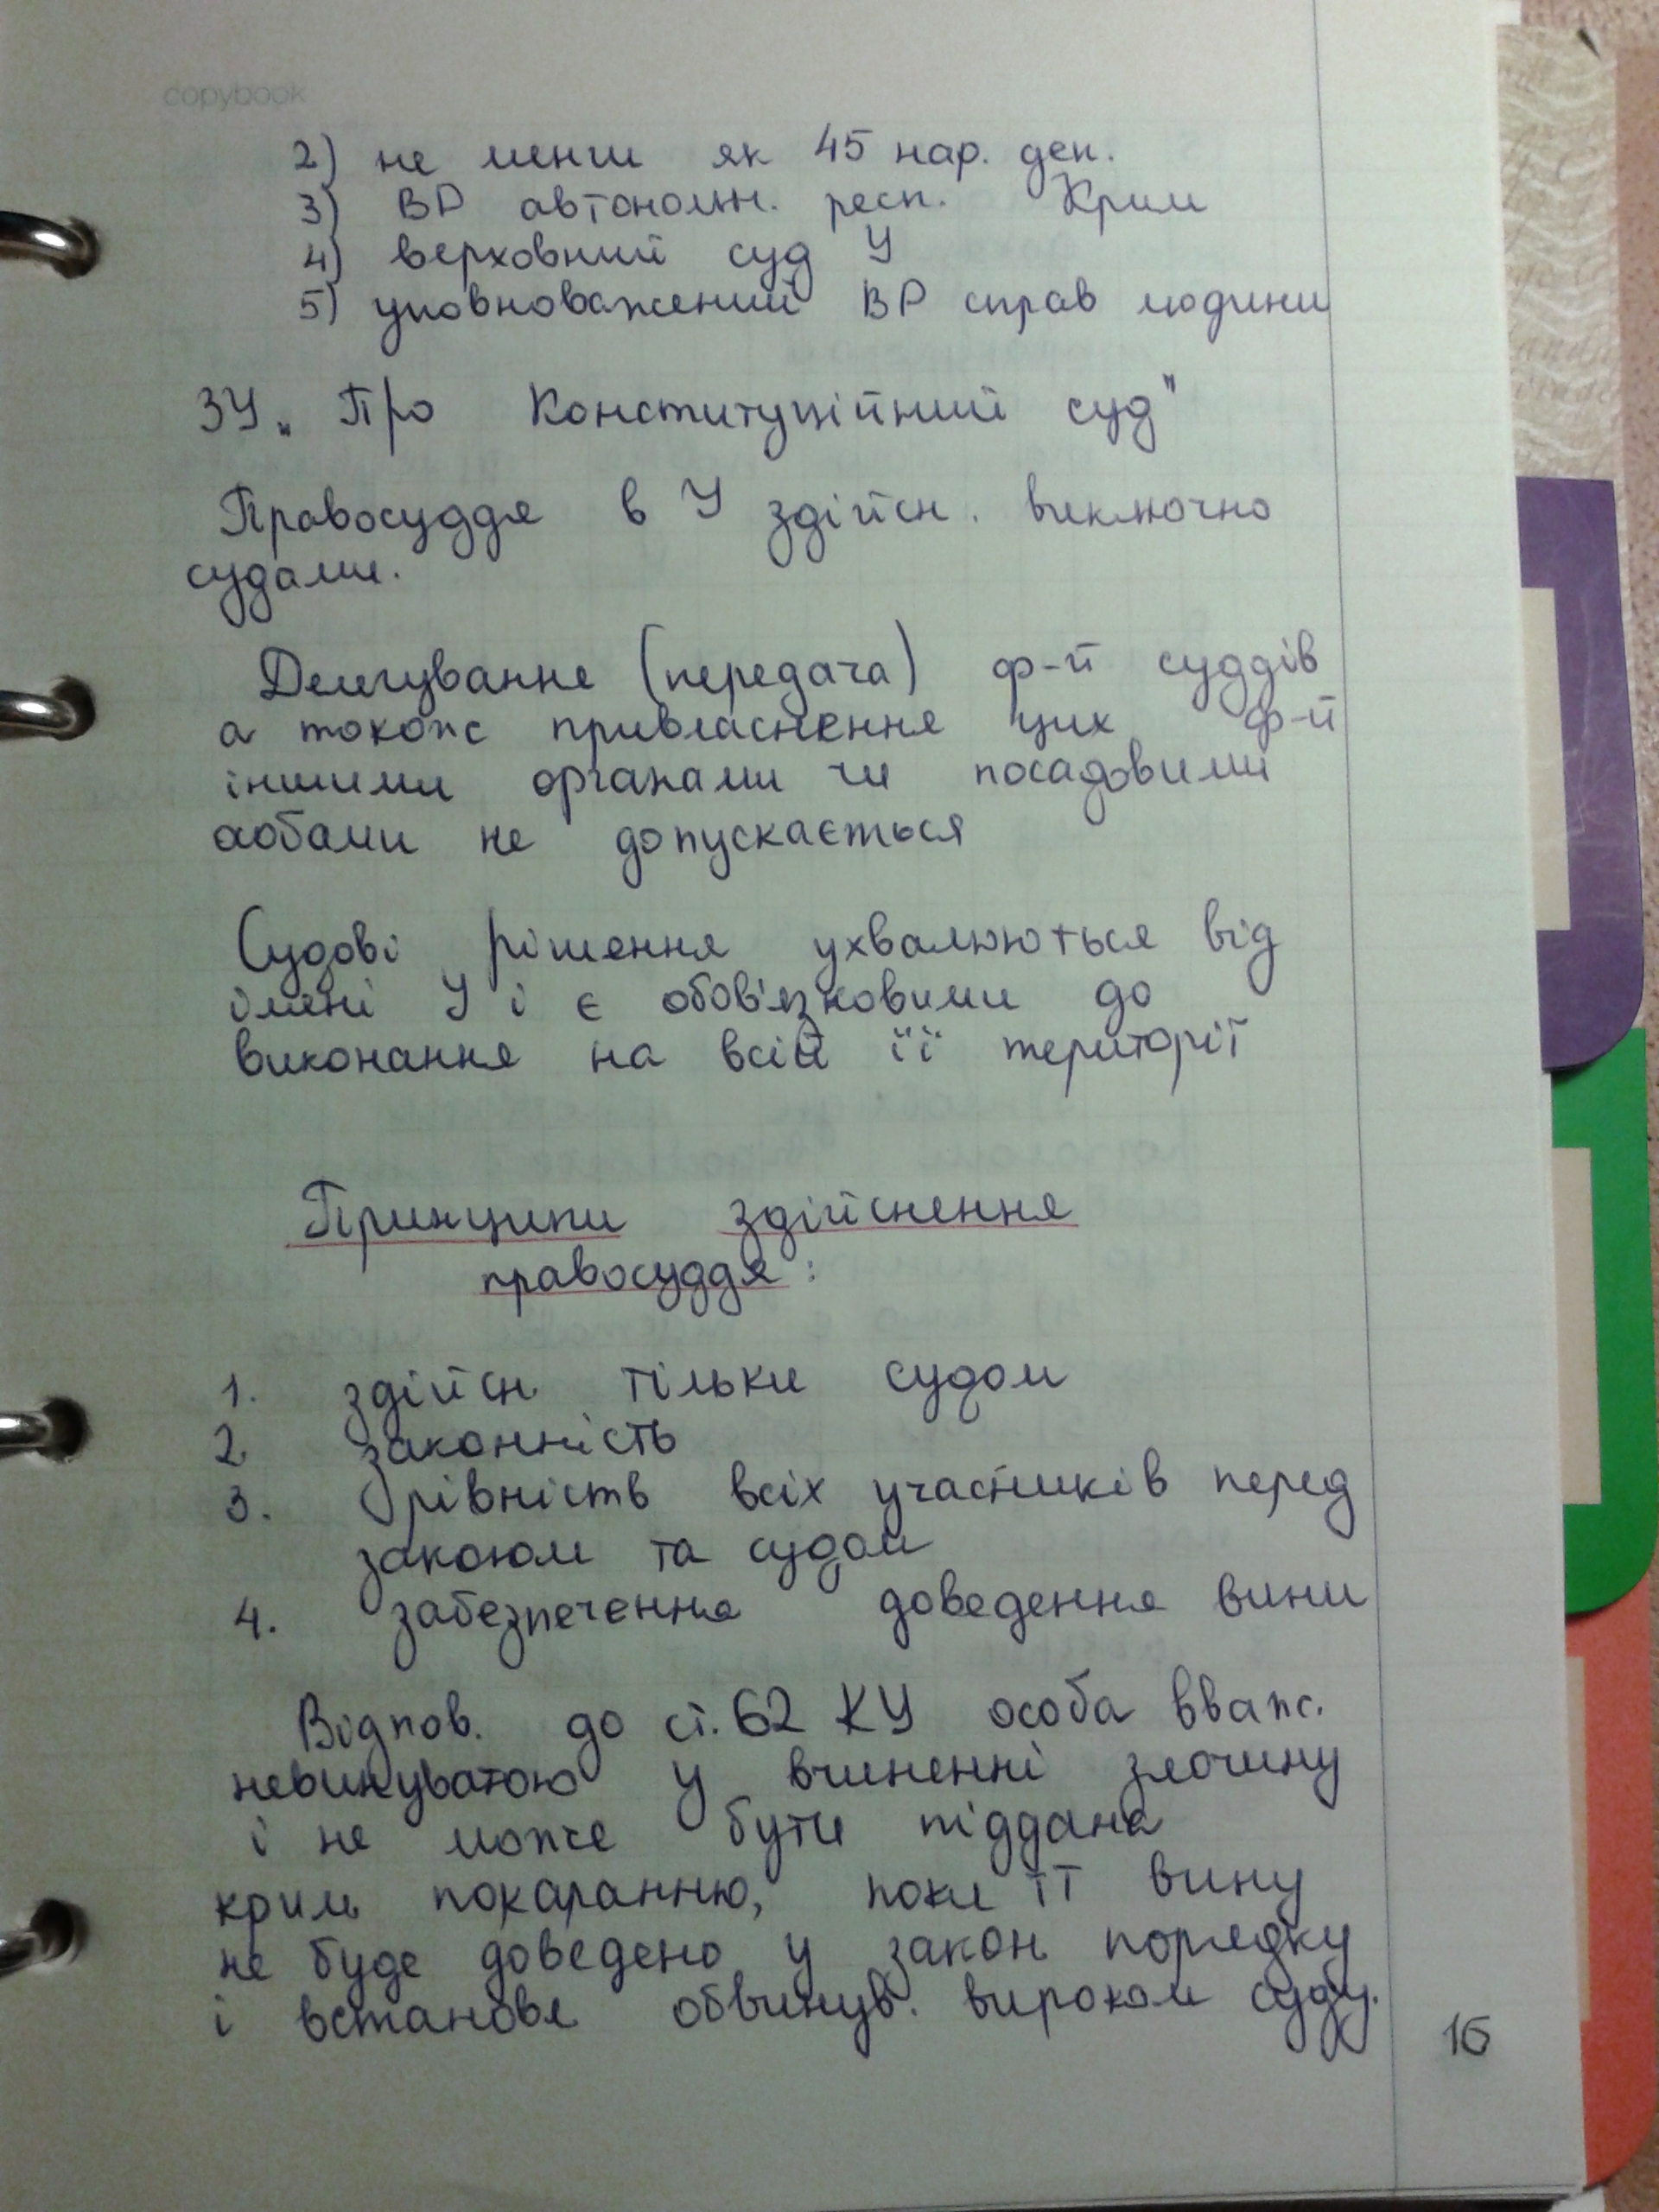 copybook
2) не менш як 45 нар. деп.
3) ВР автономн. респ. Крим
4) верховний суд У
5) уповноважений ВР справ людини
ЗУ „Про Конституційний суд"
Правосуддя в У здійсн. виключно
судами.
Делегування (передача) ф-й суддів
а також привласнення цих ф-й
іншими органами чи посадовими
особами не допускається
Судові рішення ухвалюються від
імені У і є обов'язковими до
виконання на всій її території
Принципи здійснення
правосуддя:
1. здійсн тільки судом
2 законність
3. рівність всіх учасників перед
законом та судом
4. забезпечення доведення вини
Відпов. до ст. 62 КУ особа вваж.
невинуватою у вчиненні злочину
і не може бути піддана
крим покаранню, поки її вину
не буде доведено у закон порядку
і встановл обвинув. вироком суду.
16